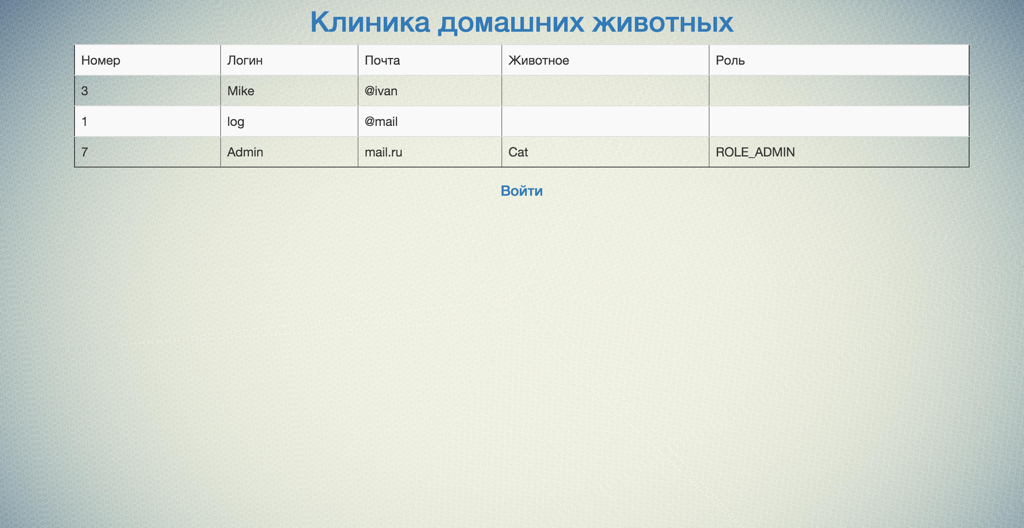 Клиника домашних животных
Номер Логин Почта Животное Роль
3 Mike @ivan
1 log @mail
7 Admin mail.ru Cat ROLE_ADMIN
Войти